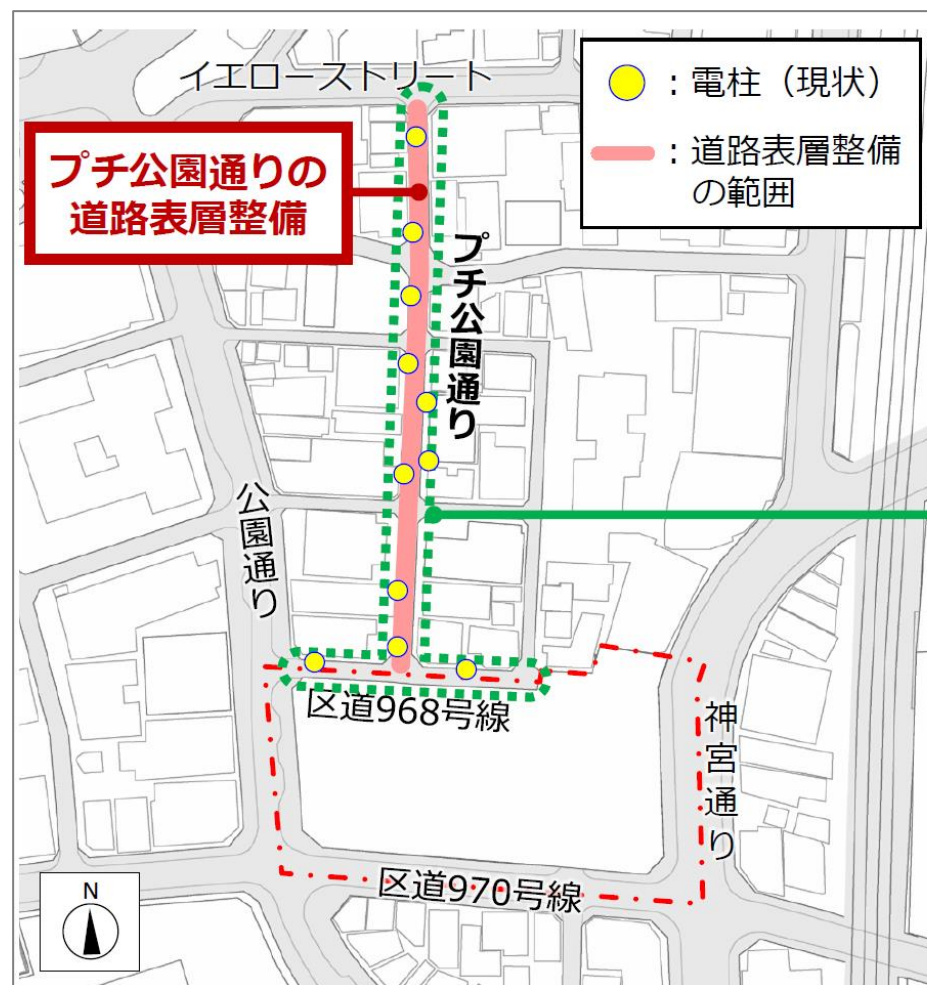 イエローストリート
：電柱（現状）
：道路表層整備
の範囲
プチ公園通りの
道路表層整備
プチ公園通り
公園通り
区道968号線
神宮通り
区道970号線
N